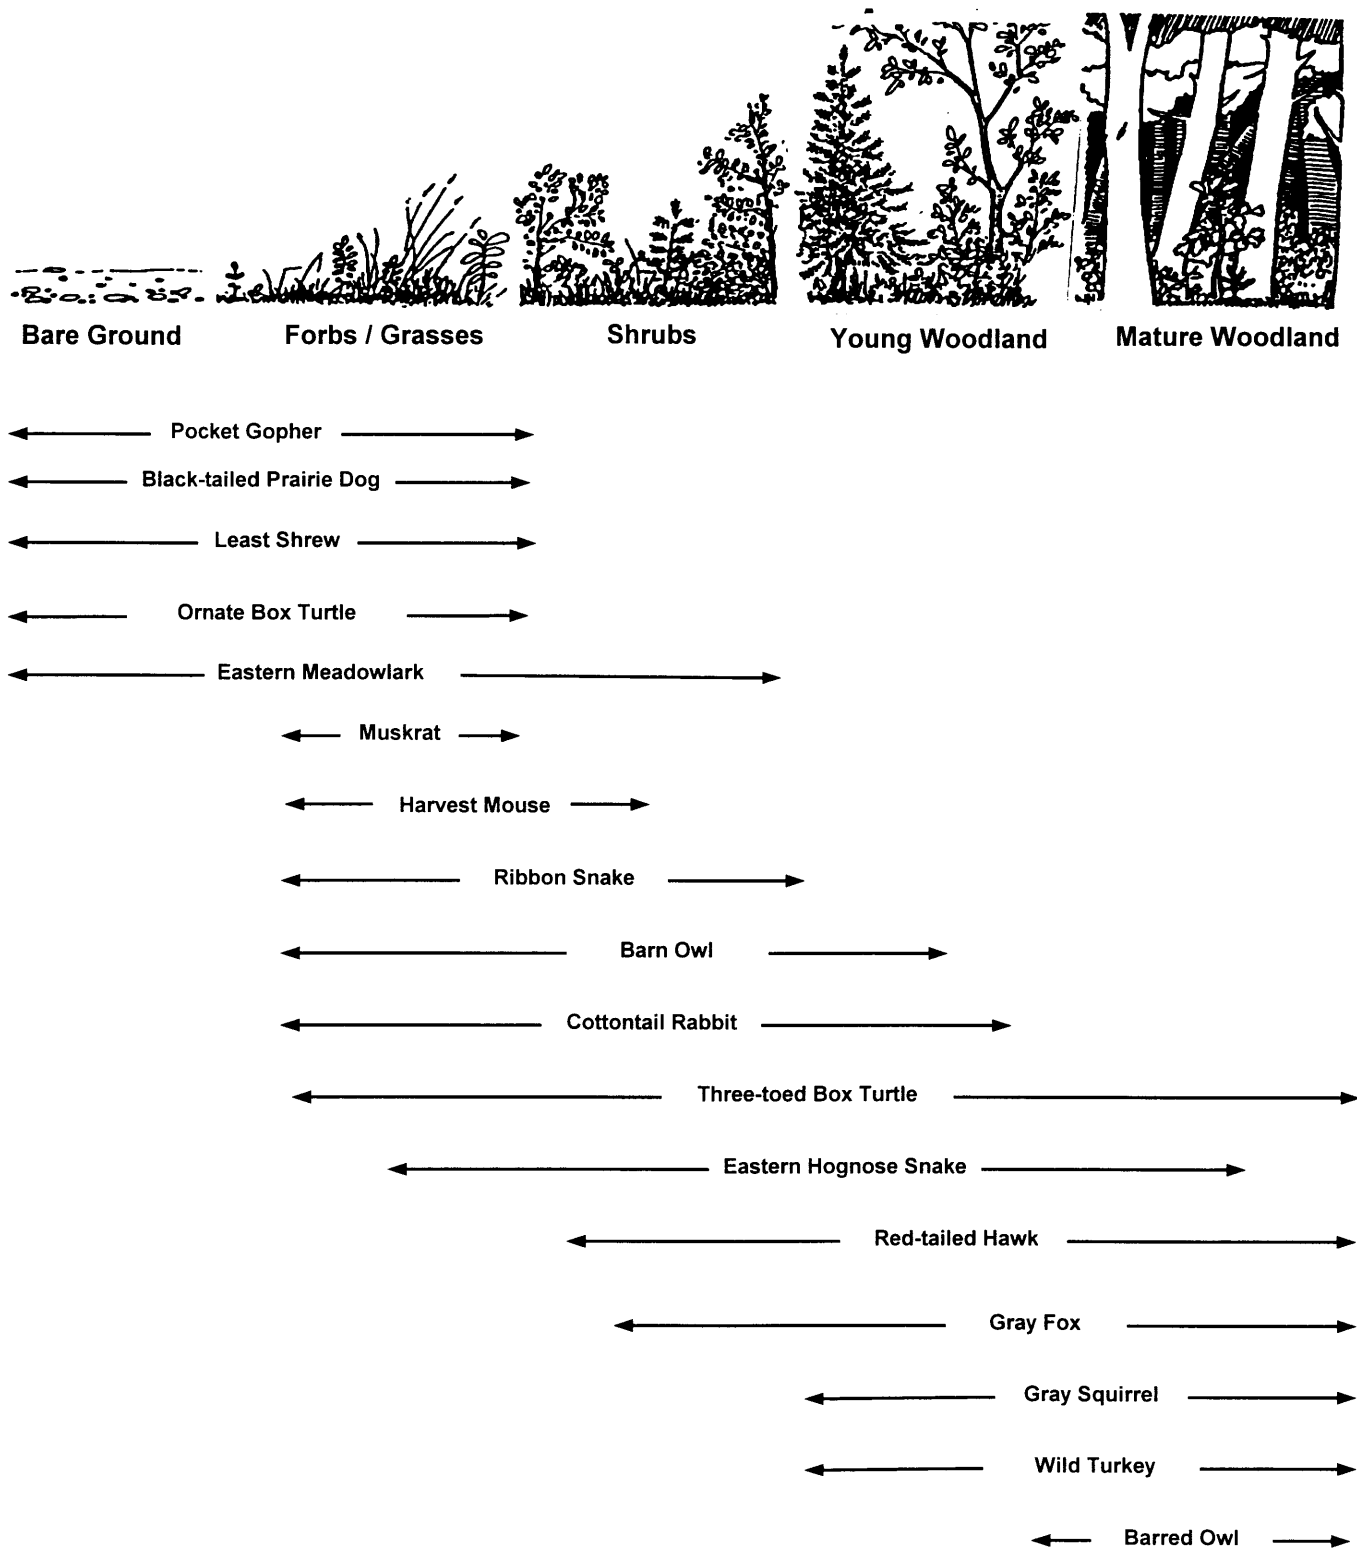 Bare Ground
Forbs / Grasses
Shrubs
Young Woodland
Mature Woodland
Pocket Gopher
Black-tailed Prairie Dog
Least Shrew
Ornate Box Turtle
Eastern Meadowlark
Muskrat
Harvest Mouse
Ribbon Snake
Barn Owl
Cottontail Rabbit
Three-toed Box Turtle
Eastern Hognose Snake
Red-tailed Hawk
Gray Fox
Gray Squirrel
Wild Turkey
Barred Owl